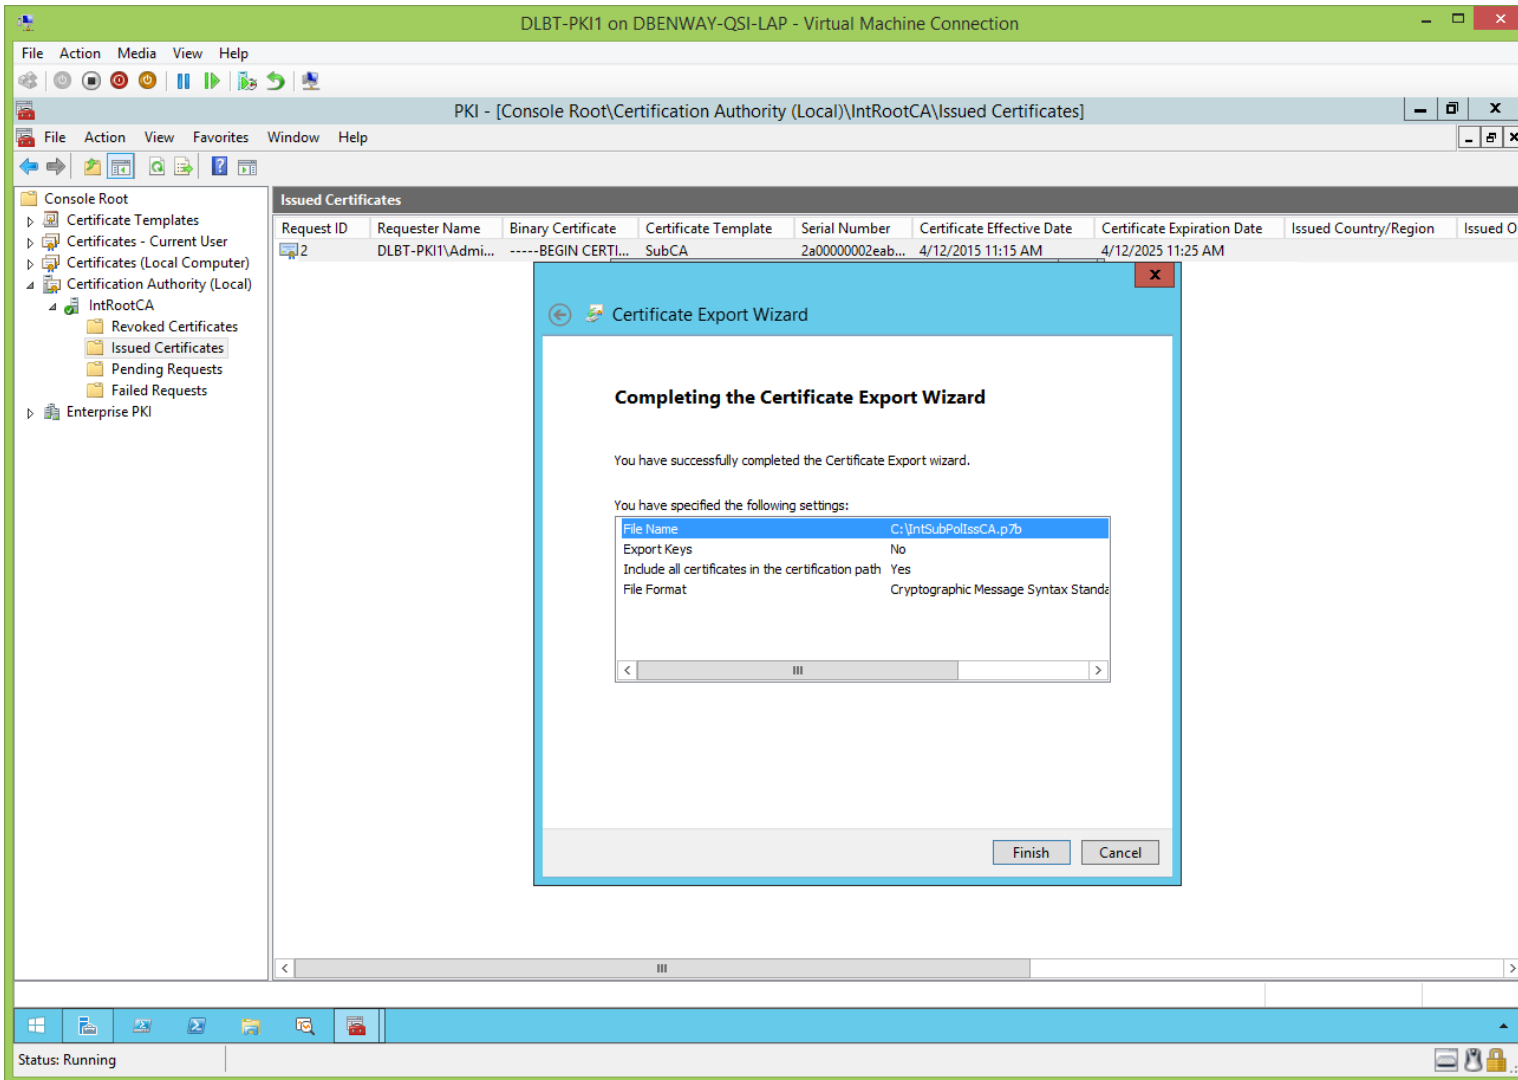 DLBT-PKI1 on DBENWAY-QSI-LAP - Virtual Machine Connection
File Action Media View Help
PKI - [Console Root\Certification Authority (Local)\IntRootCA\Issued Certificates]
File Action View Favorites Window Help
Console Root
Certificate Templates
Certificates - Current User
Certificates (Local Computer)
Certification Authority (Local)
IntRootCA
Revoked Certificates
Issued Certificates
Pending Requests
Failed Requests
Enterprise PKI
Issued Certificates
Request ID Requester Name Binary Certificate Certificate Template Serial Number Certificate Effective Date Certificate Expiration Date Issued Country/Region Issued O
2 DLBT-PKI1\Admi... -----BEGIN CERTI... SubCA 2a00000002eab... 4/12/2015 11:15 AM 4/12/2025 11:25 AM
Certificate Export Wizard
Completing the Certificate Export Wizard
You have successfully completed the Certificate Export wizard.
You have specified the following settings:
File Name C:\IntSubPolIssCA.p7b
Export Keys No
Include all certificates in the certification path Yes
File Format Cryptographic Message Syntax Standa
Finish Cancel
Status: Running